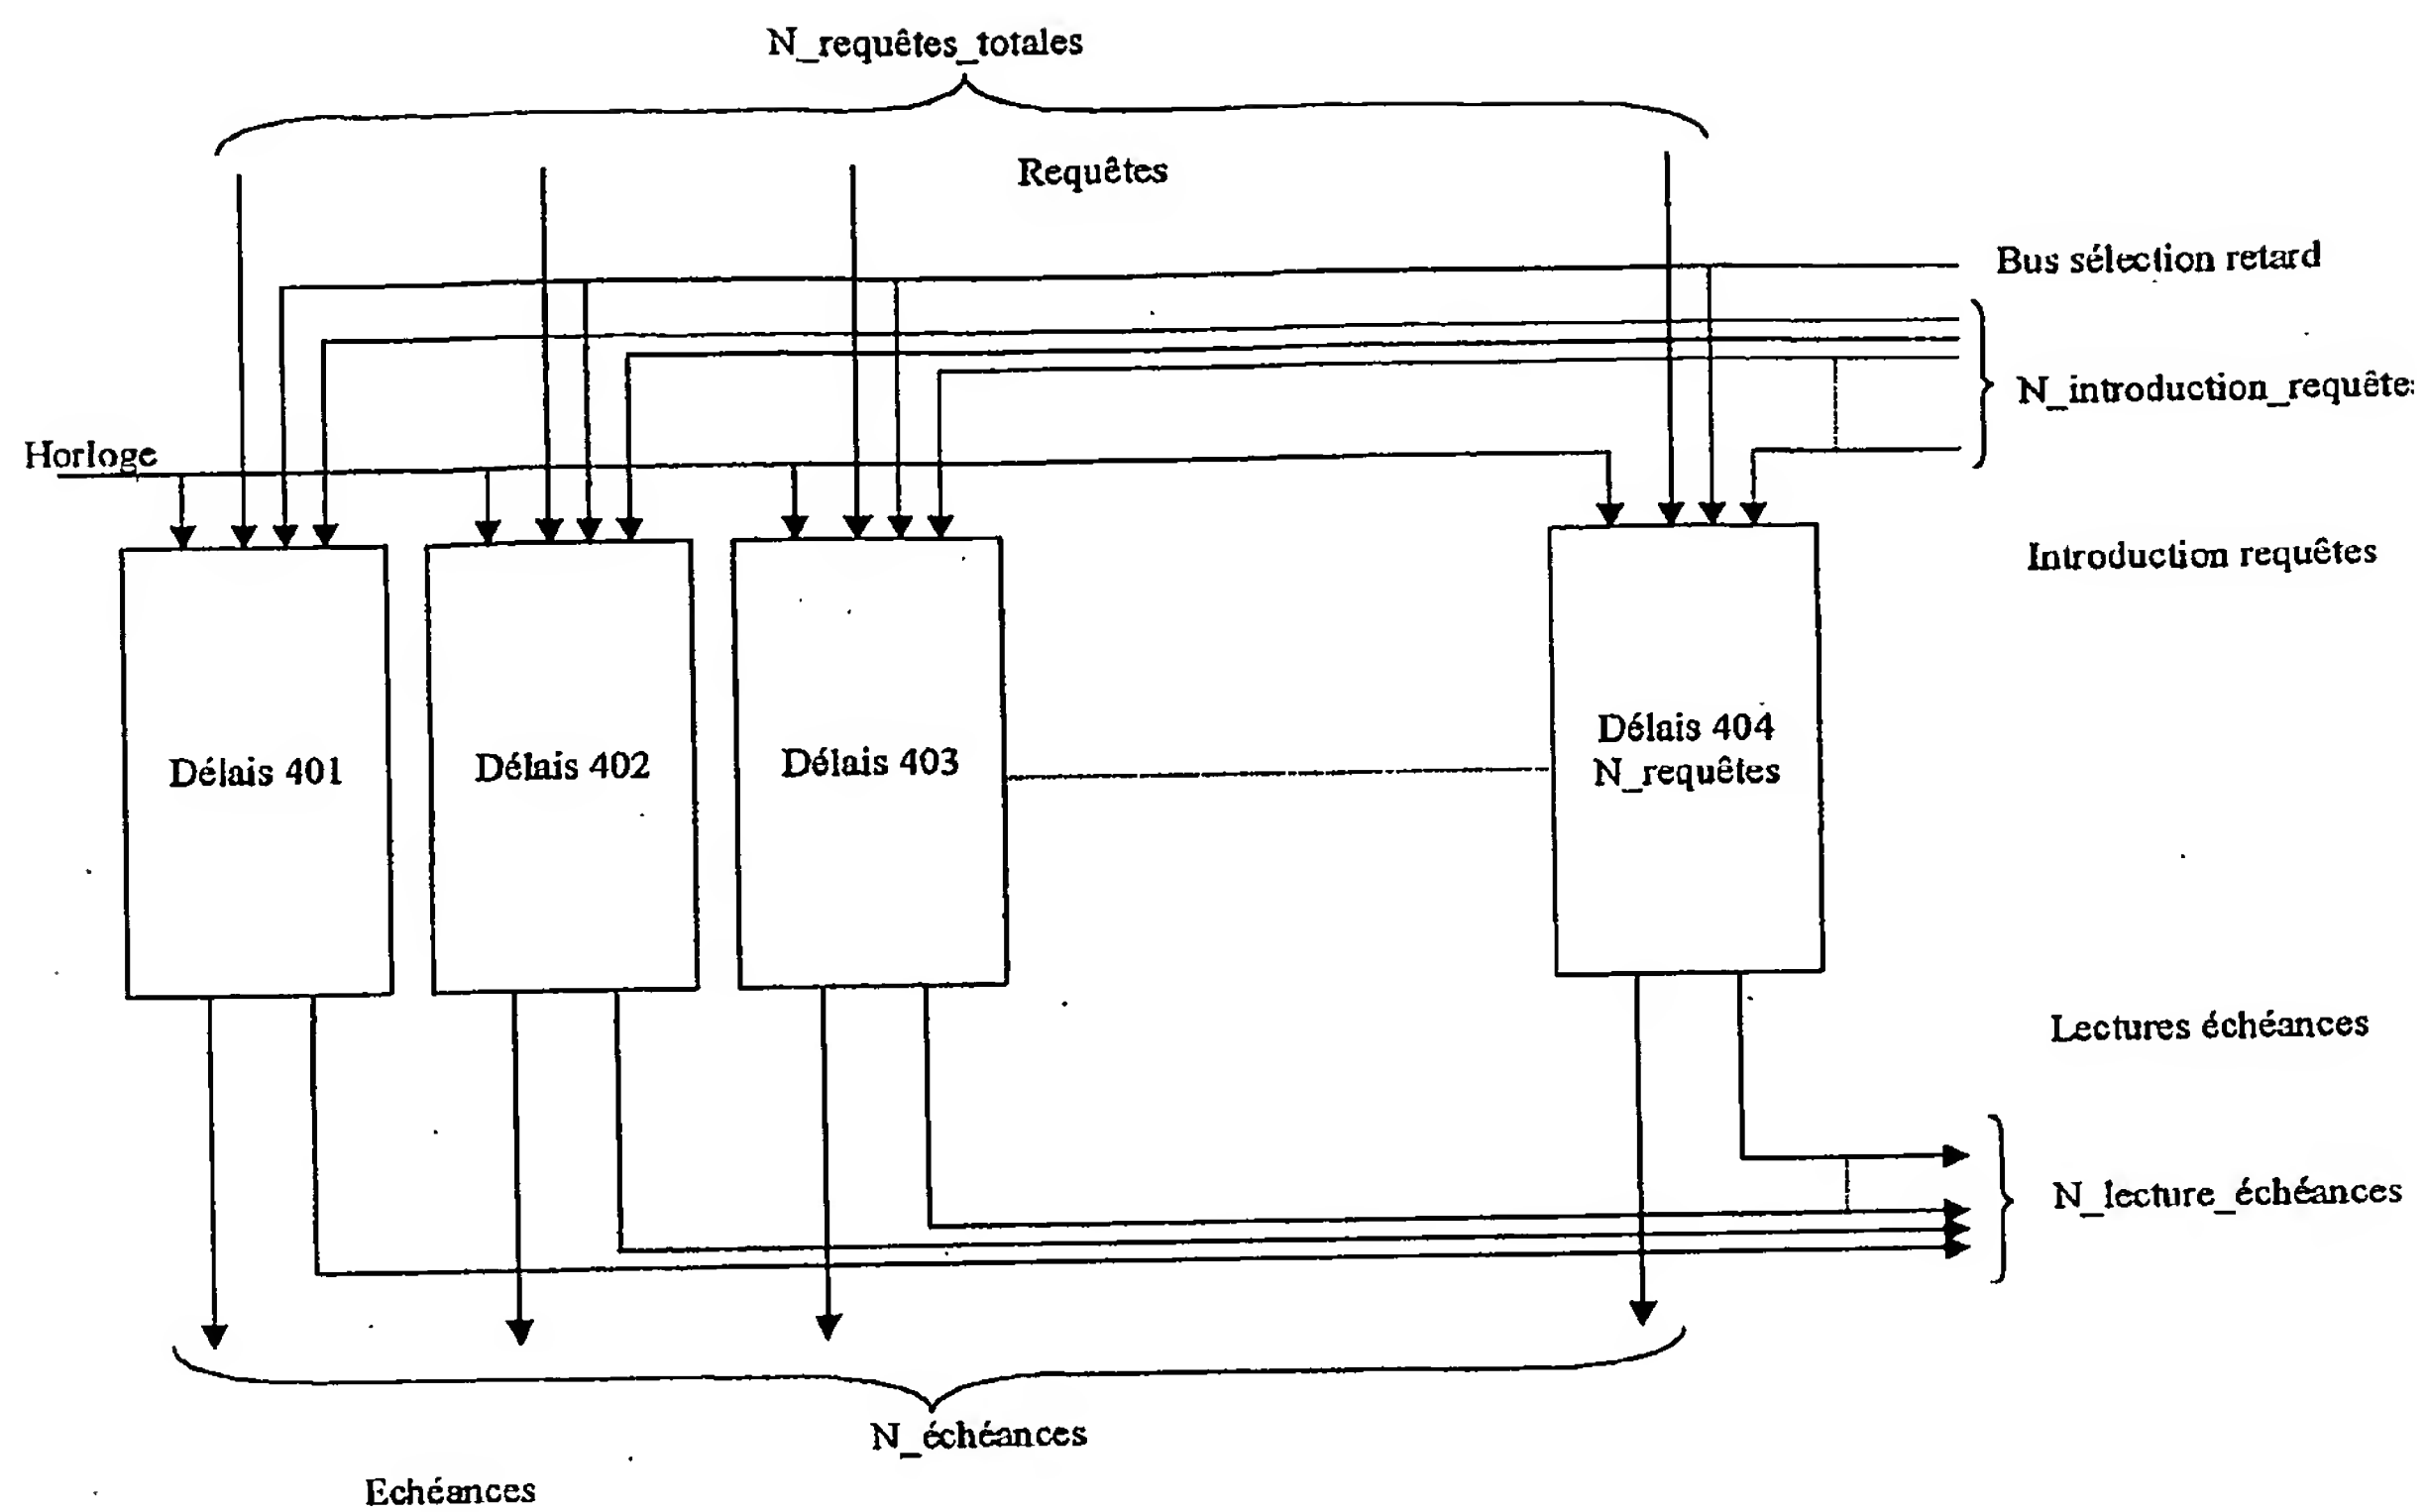 N_requêtes_totales
Requêtes
Bus sélection retard
N_introduction_requête
Horloge
Introduction requêtes
Délais 401
Délais 402
Délais 403
Délais 404
N_requêtes
Lectures échéances
N_lecture_échéances
N_échéances
Echéances